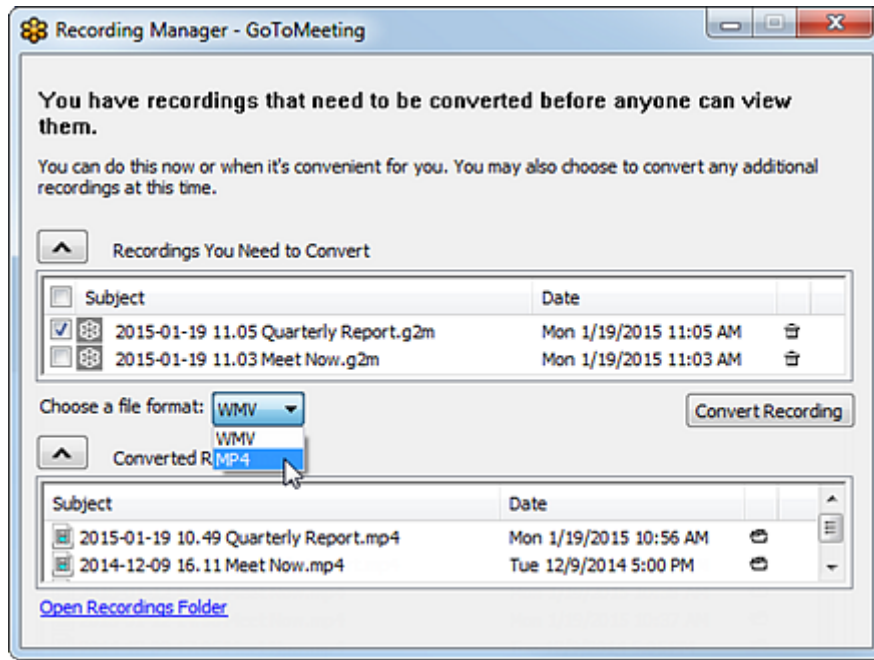 Recording Manager - GoToMeeting
You have recordings that need to be converted before anyone can view
them.
You can do this now or when it's convenient for you. You may also choose to convert any additional
recordings at this time.
Recordings You Need to Convert
Subject Date
2015-01-19 11.05 Quarterly Report.g2m Mon 1/19/2015 11:05 AM
2015-01-19 11.03 Meet Now.g2m Mon 1/19/2015 11:03 AM
Choose a file format: WMV Convert Recording
WMV
Converted R MP4
Subject Date
2015-01-19 10.49 Quarterly Report.mp4 Mon 1/19/2015 10:56 AM
2014-12-09 16.11 Meet Now.mp4 Tue 12/9/2014 5:00 PM
Open Recordings Folder